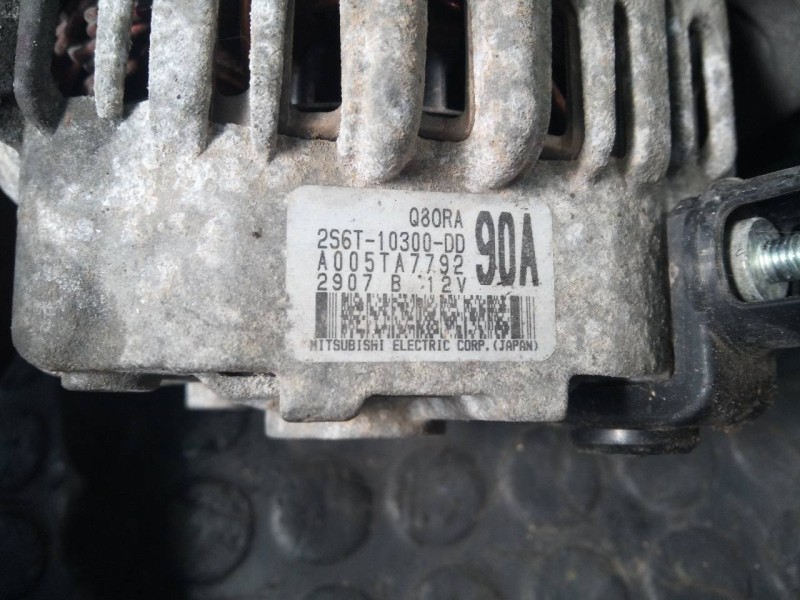 Q80RA
2S6T-10300-DD
90A
A005TA7792
2907 B 12V
MITSUBISHI ELECTRIC CORP.(JAPAN)